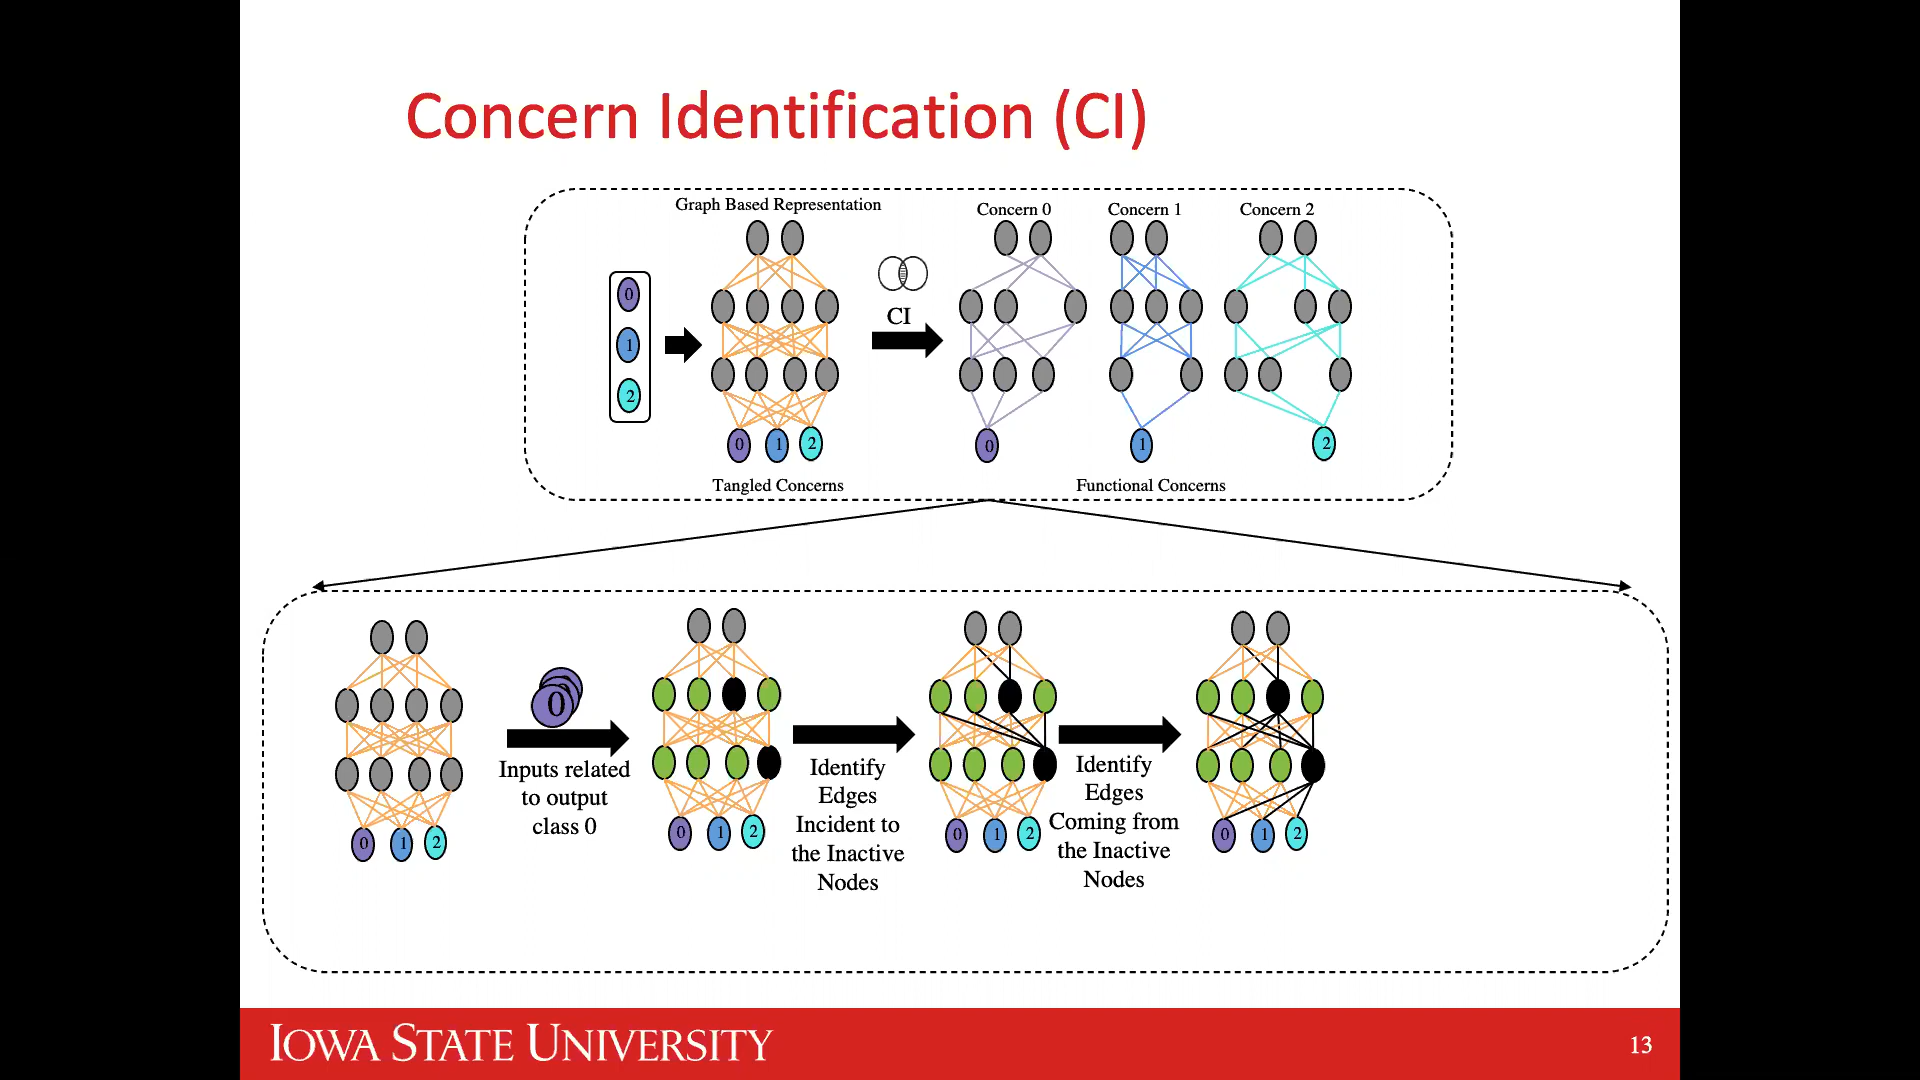 Concern Identification (CI)
Graph Based Representation
Concern 0
Concern 1
Concern 2
0
1
2
CI
0
1
2
0
1
2
Tangled Concerns
Functional Concerns
0
1
2
0
Inputs related
to output
class 0
0
1
2
Identify
Edges
Incident to
the Inactive
Nodes
0
1
2
Identify
Edges
Coming from
the Inactive
Nodes
0
1
2
IOWA STATE UNIVERSITY
13